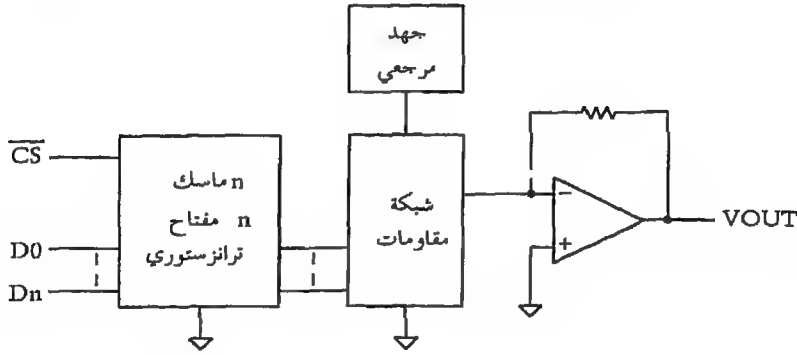 جهد
مرجعي
CS
n ماسك
n مفتاح
ترانزستوري
شبكة
مقاومات
−
+
VOUT
D0
Dn